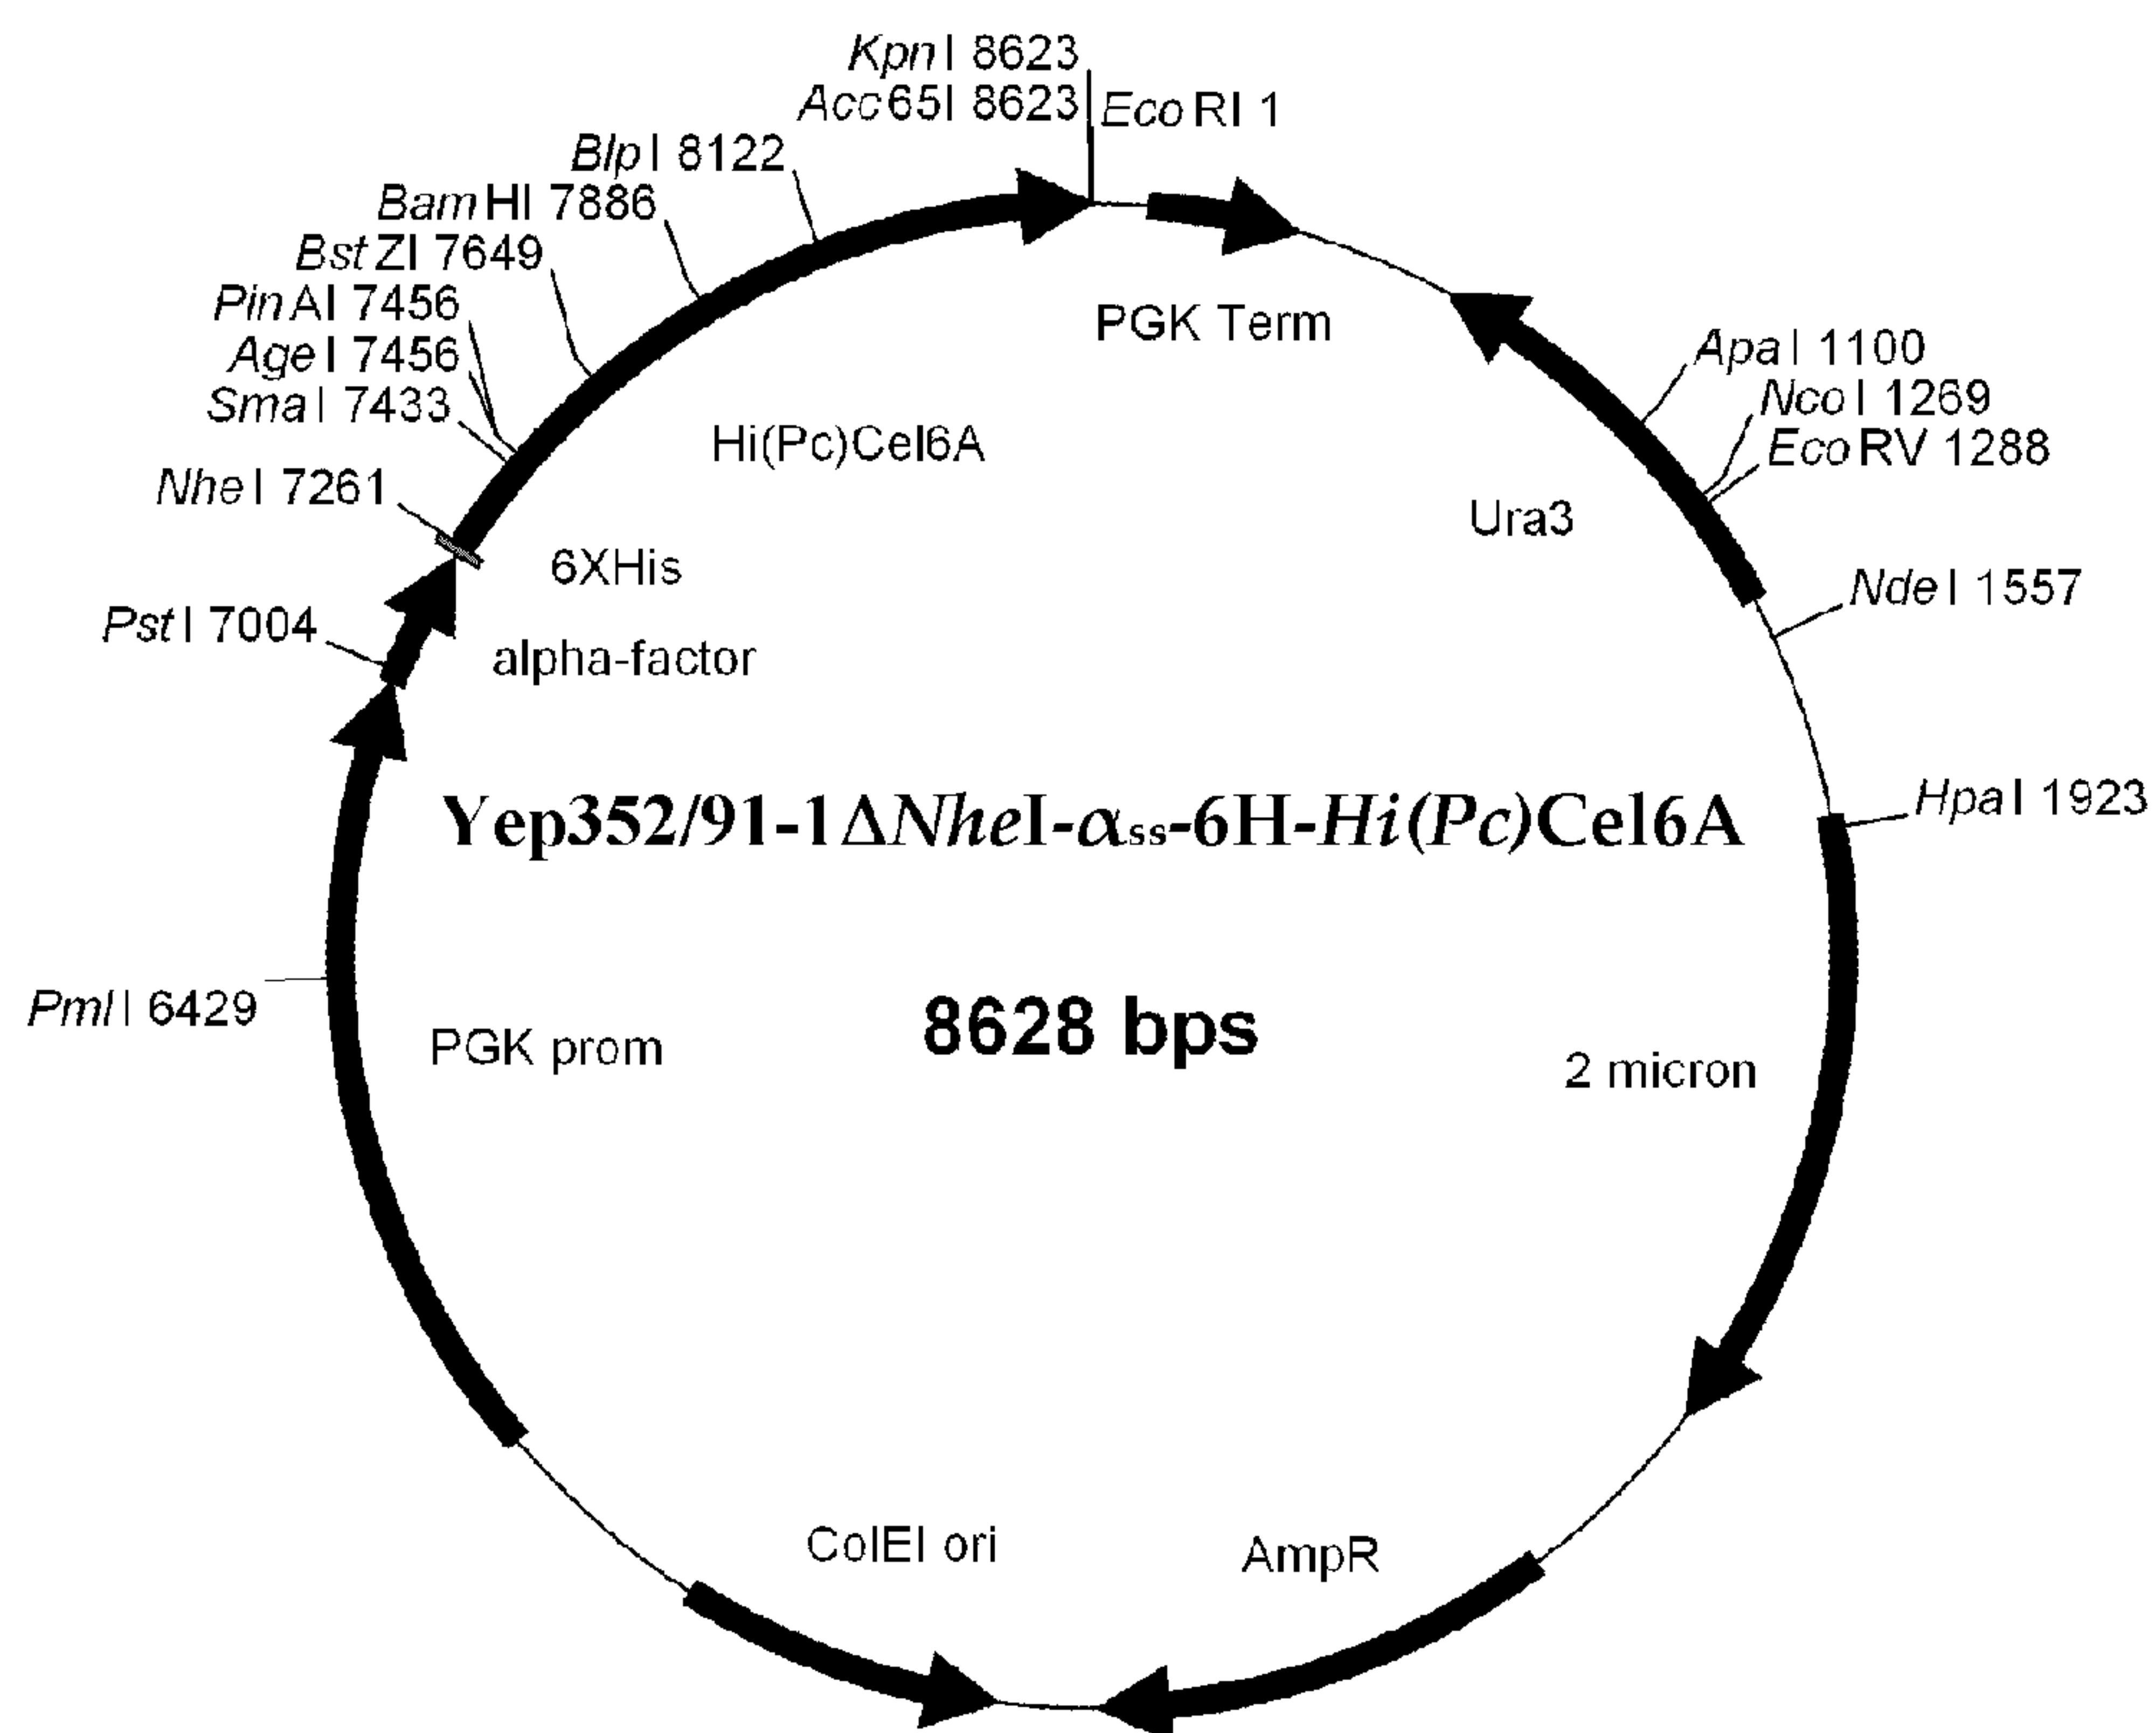 KpnI 8623
Acc65I 8623
EcoRI 1
BlpI 8122
BamHI 7886
BstZI 7649
PinAI 7456
AgeI 7456
SmaI 7433
NheI 7261
PstI 7004
PmlI 6429
PGK Term
ApaI 1100
NcoI 1269
EcoRV 1288
NdeI 1557
HpaI 1923
Hi(Pc)Cel6A
Ura3
6XHis
alpha-factor
Yep352/91-1ΔNheI-αss-6H-Hi(Pc)Cel6A
8628 bps
PGK prom
2 micron
ColEI ori
AmpR